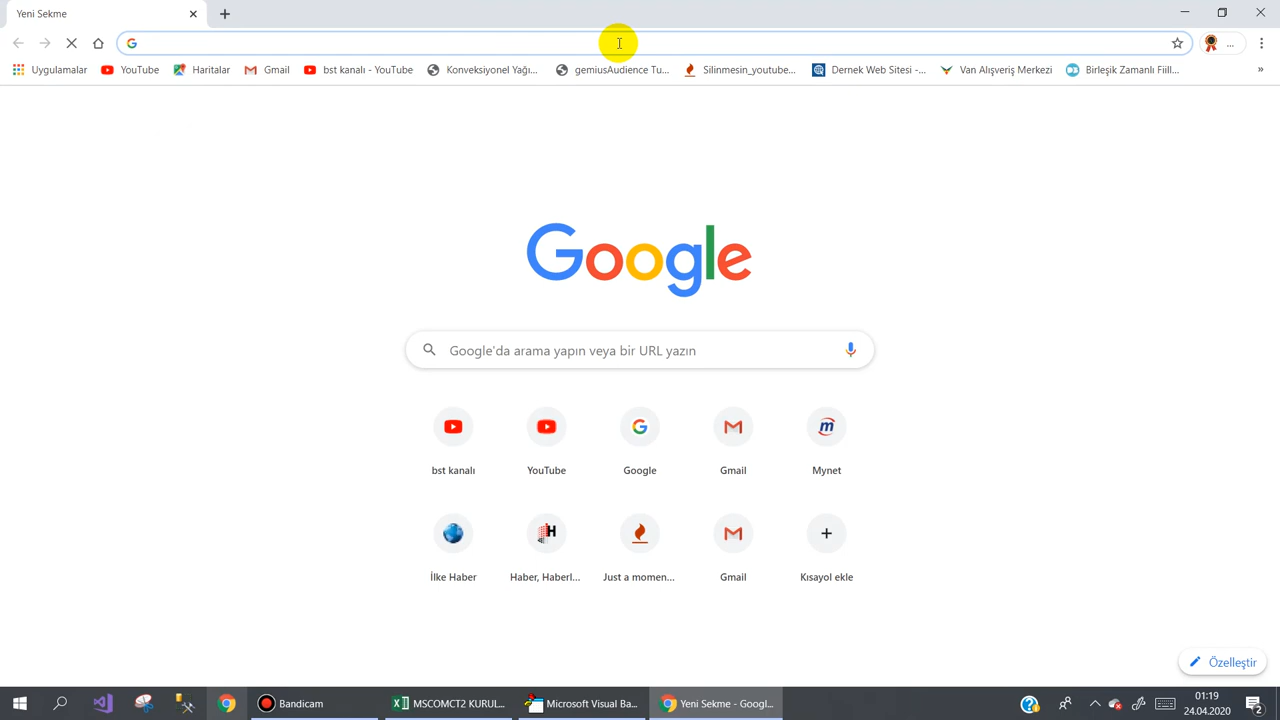 Yeni Sekme
...
Uygulamalar YouTube Haritalar Gmail bst kanalı - YouTube Konveksiyonel Yağı... gemiusAudience Tu... Silinmesin_youtube... Dernek Web Sitesi -... Van Alışveriş Merkezi Birleşik Zamanlı Fiill... »
Google
Google'da arama yapın veya bir URL yazın
bst kanalı YouTube Google Gmail Mynet
İlke Haber Haber, Haberl... Just a momen... Gmail Kısayol ekle
Özelleştir
Bandicam MSCOMCT2 KURUL... Microsoft Visual Ba... Yeni Sekme - Googl... 01:19
24.04.2020 2